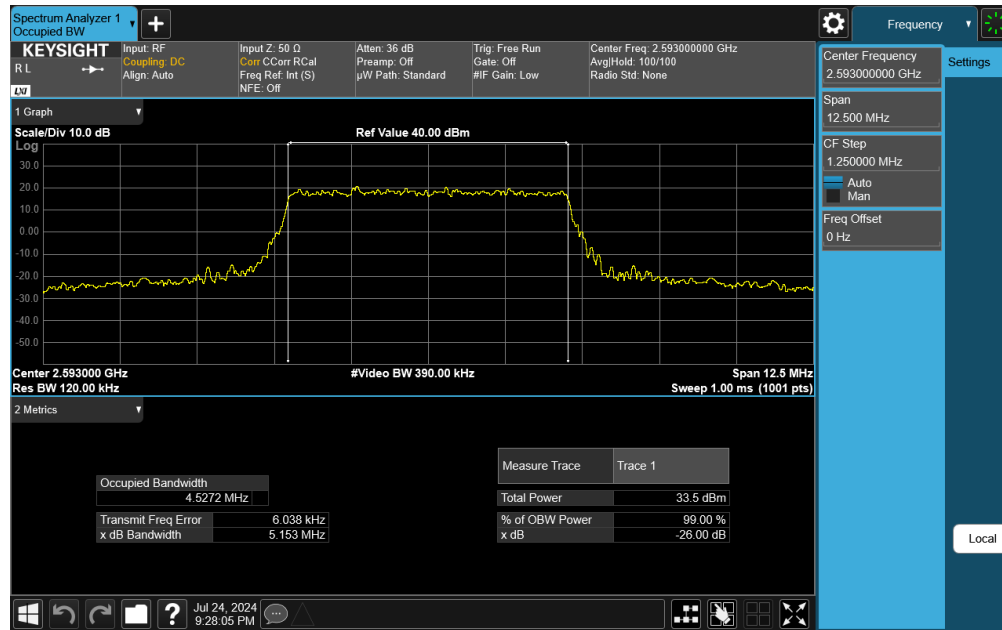 Spectrum Analyzer 1
Occupied BW
Frequency
KEYSIGHT
R L
LXI
Input: RF
Coupling: DC
Align: Auto
Input Z: 50 Ω
Corr CCorr RCal
Freq Ref: Int (S)
NFE: Off
Atten: 36 dB
Preamp: Off
µW Path: Standard
Trig: Free Run
Gate: Off
#IF Gain: Low
Center Freq: 2.593000000 GHz
Avg|Hold: 100/100
Radio Std: None
Center Frequency
2.593000000 GHz
Settings
Span
12.500 MHz
CF Step
1.250000 MHz
Auto
Man
Freq Offset
0 Hz
Local
1 Graph
Scale/Div 10.0 dB
Ref Value 40.00 dBm
Log
30.0
20.0
10.0
0.00
-10.0
-20.0
-30.0
-40.0
-50.0
Center 2.593000 GHz
#Video BW 390.00 kHz
Span 12.5 MHz
Res BW 120.00 kHz
Sweep 1.00 ms (1001 pts)
2 Metrics
Measure Trace Trace 1
Occupied Bandwidth
4.5272 MHz
Total Power 33.5 dBm
Transmit Freq Error 6.038 kHz
% of OBW Power 99.00 %
x dB Bandwidth 5.153 MHz
x dB -26.00 dB
?
Jul 24, 2024
9:28:05 PM